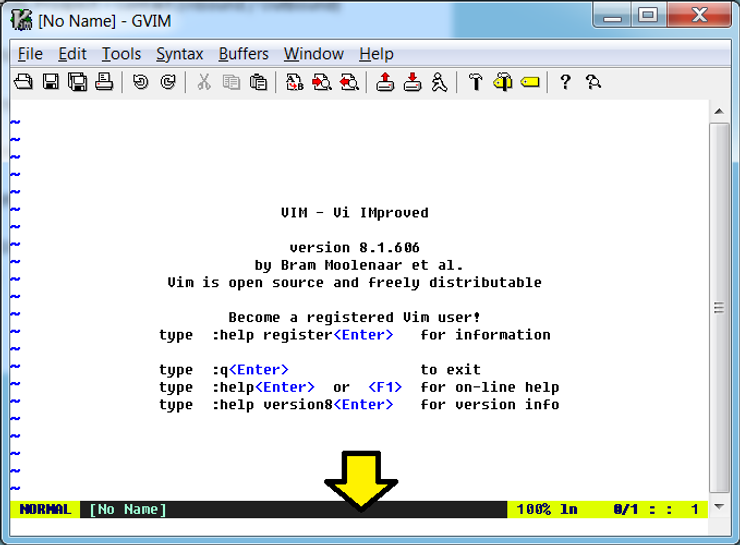 [No Name] - GVIM
File Edit Tools Syntax Buffers Window Help
~
~
~
~
~
~
VIM - Vi IMproved
~
~
version 8.1.606
~
by Bram Moolenaar et al.
~
Vim is open source and freely distributable
~
~
Become a registered Vim user!
~
type :help register<Enter> for information
~
~
type :q<Enter> to exit
~
type :help<Enter> or <F1> for on-line help
~
type :help version8<Enter> for version info
~
~
~
~
~
NORMAL [No Name] 100% ln 0/1 : : 1